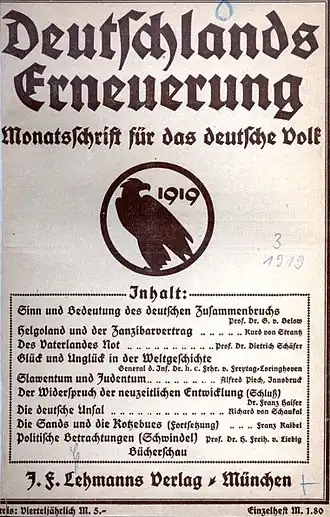 Deutschlands
Erneuerung
Monatsschrift für das deutsche Volk
1919
3
1919
Inhalt:
Sinn und Bedeutung des deutschen Zusammenbruchs
Prof. Dr. G. v. Below
Helgoland und der Zanzibarvertrag . . . . . Kurd von Strantz
Des Vaterlandes Not . . . . . . . Prof. Dr. Dietrich Schäfer
Glück und Unglück in der Weltgeschichte
General d. Inf. Dr. h. c. Frhr. v. Freytag-Loringhoven
Slawentum und Judentum . . . . . . Alfred Piech, Innsbruck
Der Widerspruch der neuzeitlichen Entwicklung (Schluß)
Dr. Franz Haiser
Die deutsche Unsal . . . . . . . . . Richard von Schaukal
Die Sands und die Kotzebues (Fortsetzung) . . . . Franz Kaibel
Politische Betrachtungen (Schwindel) Prof. Dr. H. Freih. v. Liebig
Bücherschau
J. F. Lehmanns Verlag - München
Preis: Vierteljährlich M. 5.- Einzelheft M. 1.80